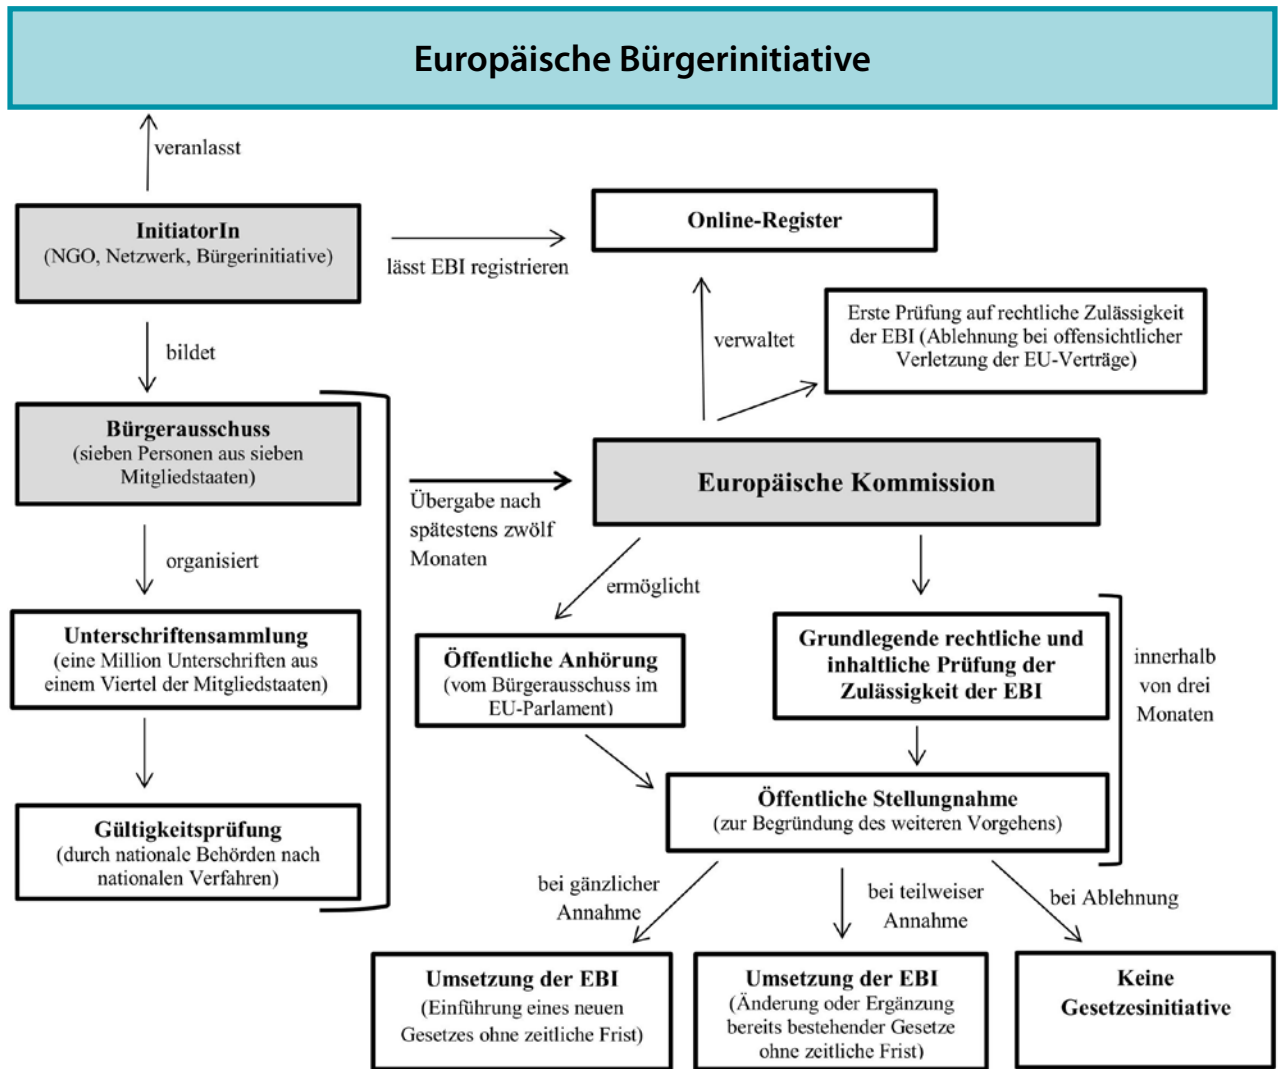 Europäische Bürgerinitiative
veranlasst
InitiatorIn
(NGO, Netzwerk, Bürgerinitiative)
lässt EBI registrieren
Online-Register
bildet
verwaltet
Erste Prüfung auf rechtliche Zulässigkeit
der EBI (Ablehnung bei offensichtlicher
Verletzung der EU-Verträge)
Bürgerausschuss
(sieben Personen aus sieben
Mitgliedstaaten)
Übergabe nach
spätestens zwölf
Monaten
Europäische Kommission
organisiert
ermöglicht
Unterschriftensammlung
(eine Million Unterschriften aus
einem Viertel der Mitgliedstaaten)
Öffentliche Anhörung
(vom Bürgerausschuss im
EU-Parlament)
Grundlegende rechtliche und
inhaltliche Prüfung der
Zulässigkeit der EBI
innerhalb
von drei
Monaten
Gültigkeitsprüfung
(durch nationale Behörden nach
nationalen Verfahren)
Öffentliche Stellungnahme
(zur Begründung des weiteren Vorgehens)
bei gänzlicher
Annahme
bei teilweiser
Annahme
bei Ablehnung
Umsetzung der EBI
(Einführung eines neuen
Gesetzes ohne zeitliche Frist)
Umsetzung der EBI
(Änderung oder Ergänzung
bereits bestehender Gesetze
ohne zeitliche Frist)
Keine
Gesetzesinitiative